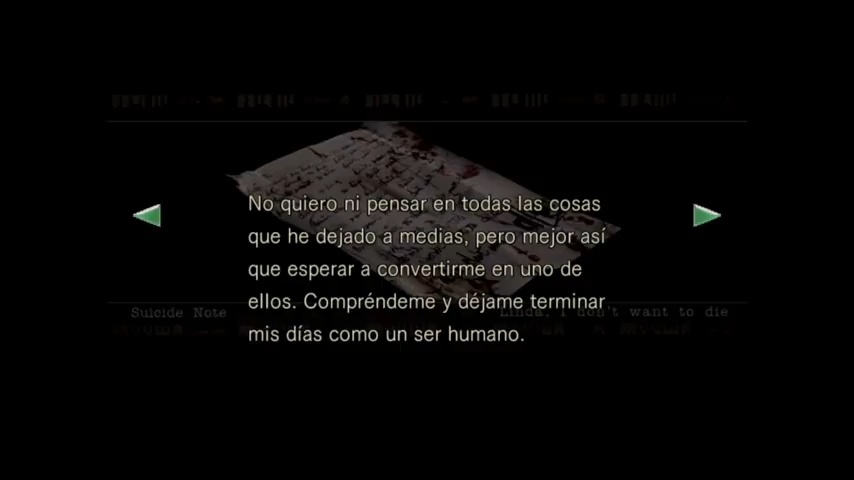 No quiero ni pensar en todas las cosas
que he dejado a medias, pero mejor así
que esperar a convertirme en uno de
ellos. Compréndeme y déjame terminar
mis días como un ser humano.
Suicide Note
Linda, I don't want to die